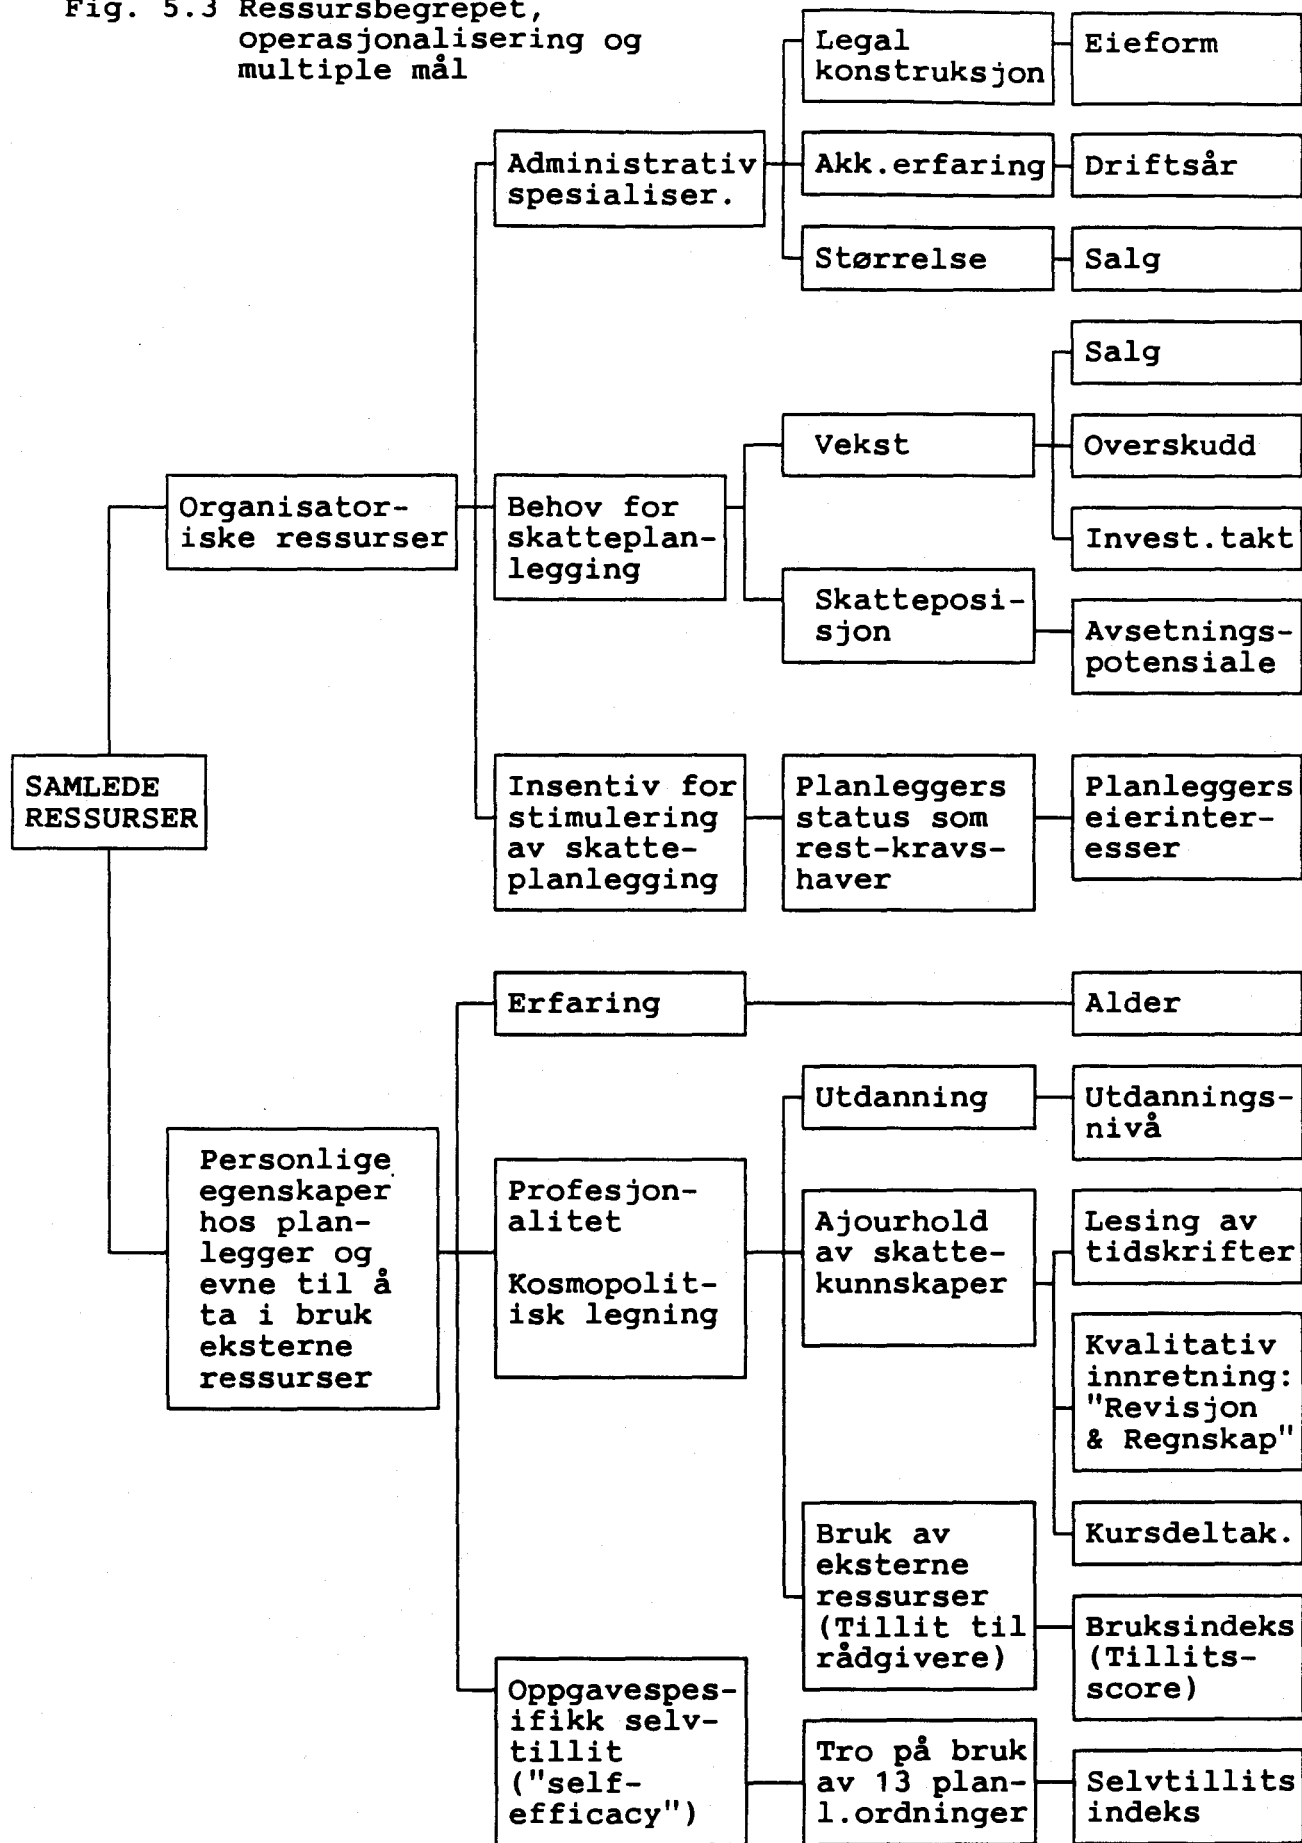 Fig. 5.3 Ressursbegrepet,
operasjonalisering og
multiple mål
Legal
konstruksjon
Eieform
Administrativ
spesialiser.
Akk.erfaring
Driftsår
Størrelse
Salg
Salg
Vekst
Overskudd
Organisator-
iske ressurser
Behov for
skatteplan-
legging
Invest.takt
Skatteposi-
sjon
Avsetnings-
potensiale
SAMLEDE
RESSURSER
Insentiv for
stimulering
av skatte-
planlegging
Planleggers
status som
rest-kravs-
haver
Planleggers
eierinter-
esser
Erfaring
Alder
Utdanning
Utdannings-
nivå
Personlige
egenskaper
hos plan-
legger og
evne til å
ta i bruk
eksterne
ressurser
Profesjon-
alitet
Kosmopolit-
isk legning
Ajourhold
av skatte-
kunnskaper
Lesing av
tidskrifter
Kvalitativ
innretning:
"Revisjon
& Regnskap"
Kursdeltak.
Bruk av
eksterne
ressurser
(Tillit til
rådgivere)
Bruksindeks
(Tillits-
score)
Oppgavespes-
ifikk selv-
tillit
("self-
efficacy")
Tro på bruk
av 13 plan-
l.ordninger
Selvtillits
indeks